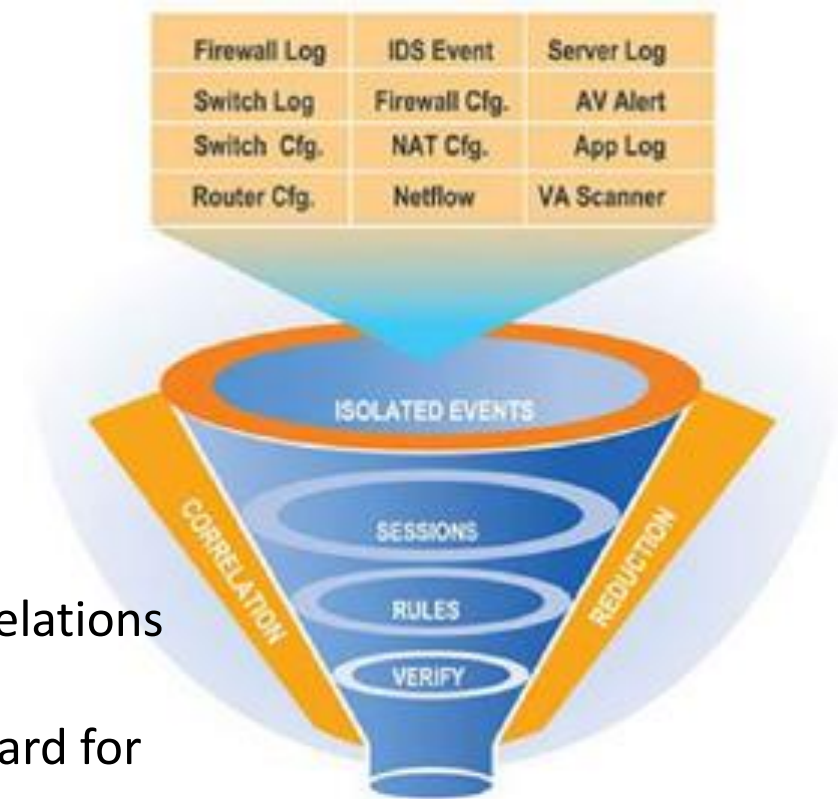 Firewall Log IDS Event Server Log
Switch Log Firewall Cfg. AV Alert
Switch Cfg. NAT Cfg. App Log
Router Cfg. Netflow VA Scanner
ISOLATED EVENTS
SESSIONS
RULES
VERIFY
CORRELATION
REDUCTION
elations
ard for